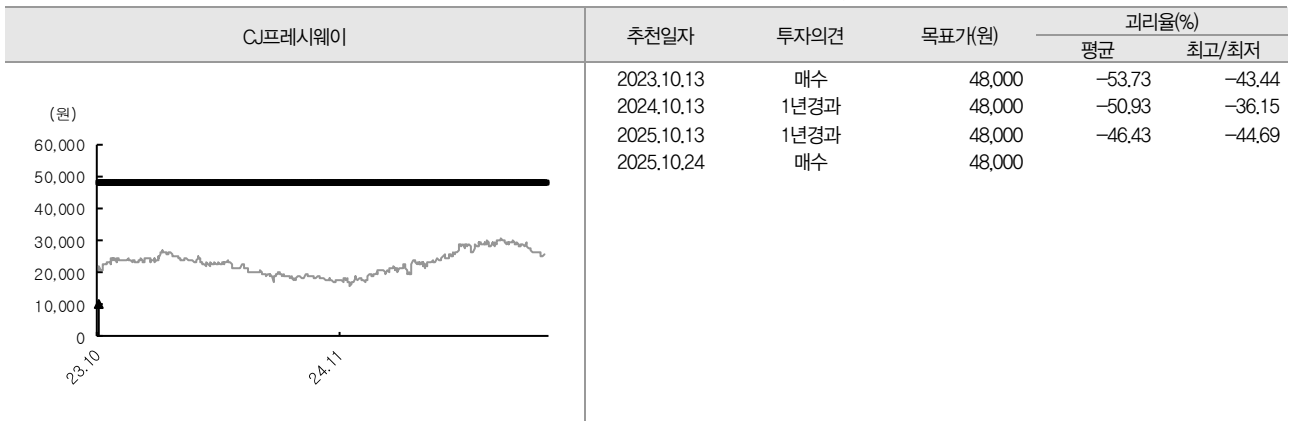 CJ프레시웨이 추천일자 투자의견 목표가(원) 괴리율(%)
평균 최고/최저
2023.10.13 매수 48,000 -53.73 -43.44
2024.10.13 1년경과 48,000 -50.93 -36.15
2025.10.13 1년경과 48,000 -46.43 -44.69
2025.10.24 매수 48,000
(원)
60,000
50,000
40,000
30,000
20,000
10,000
0
23.10
24.11